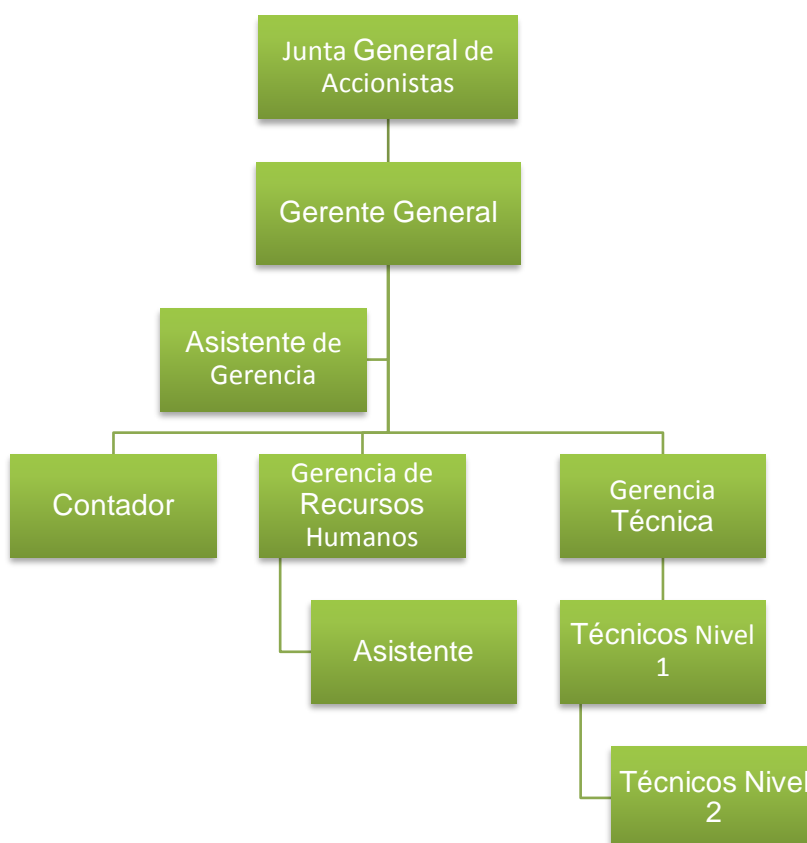 Junta General de
Accionistas
Gerente General
Asistente de
Gerencia
Contador
Gerencia de
Recursos
Humanos
Gerencia
Técnica
Asistente
Técnicos Nivel
1
Técnicos Nivel
2